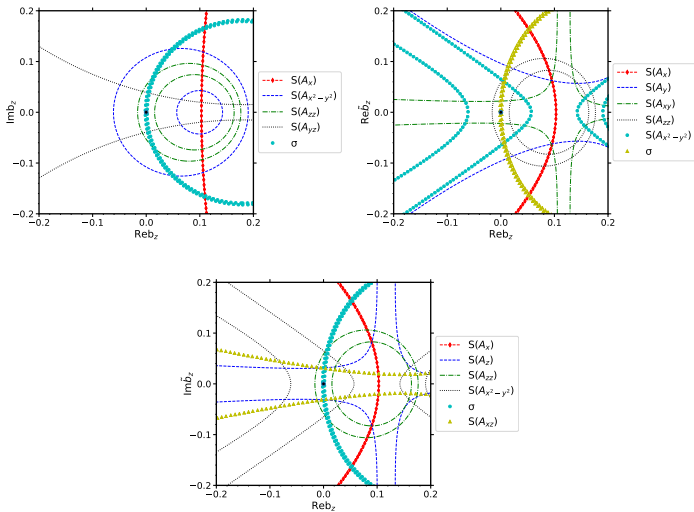 0.2
0.1
0.0
−0.1
−0.2
Imb_z
−0.2 −0.1 0.0 0.1 0.2
Reb_z
S(A_x)
S(A_{x²−y²})
S(A_{zz})
S(A_{yz})
σ
0.2
0.1
0.0
−0.1
−0.2
Reb̃_z
−0.2 −0.1 0.0 0.1 0.2
Reb_z
S(A_x)
S(A_y)
S(A_{xy})
S(A_{zz})
S(A_{x²−y²})
σ
0.2
0.1
0.0
−0.1
−0.2
Imb̃_z
−0.2 −0.1 0.0 0.1 0.2
Reb_z
S(A_x)
S(A_z)
S(A_{zz})
S(A_{x²−y²})
σ
S(A_{xz})